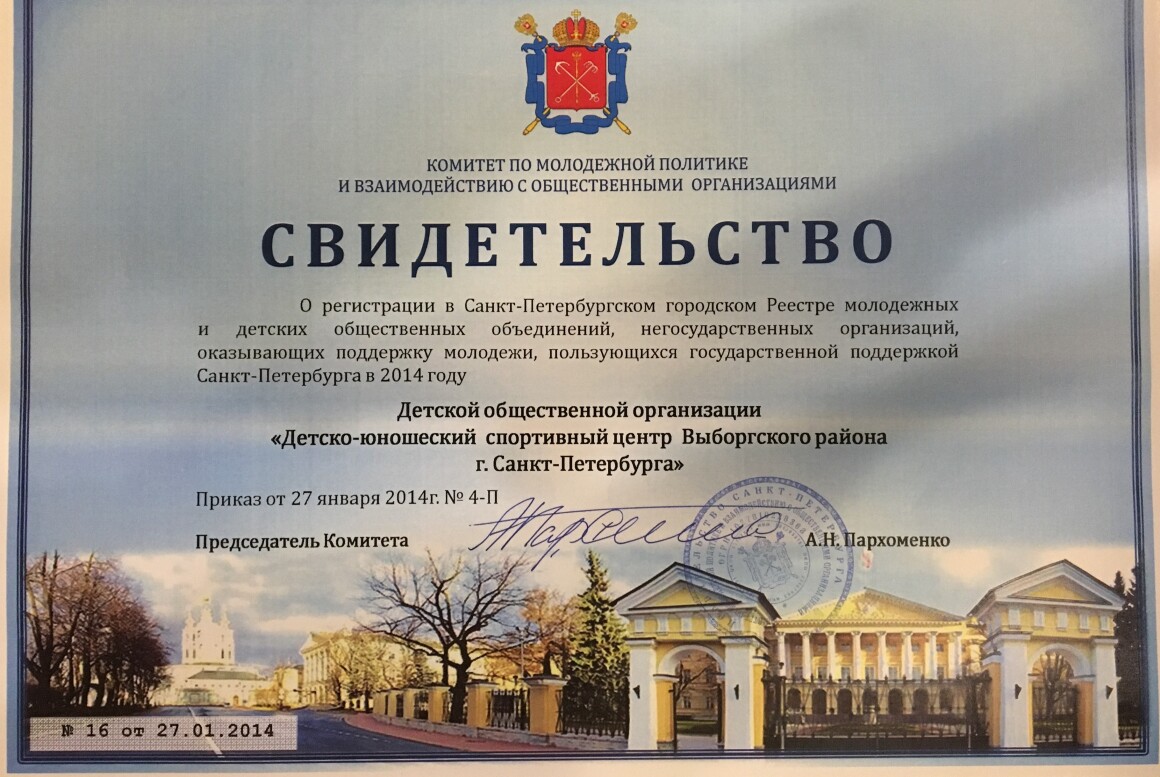 КОМИТЕТ ПО МОЛОДЕЖНОЙ ПОЛИТИКЕ
И ВЗАИМОДЕЙСТВИЮ С ОБЩЕСТВЕННЫМИ ОРГАНИЗАЦИЯМИ
СВИДЕТЕЛЬСТВО
О регистрации в Санкт-Петербургском городском Реестре молодежных
и детских общественных объединений, негосударственных организаций,
оказывающих поддержку молодежи, пользующихся государственной поддержкой
Санкт-Петербурга в 2014 году
Детской общественной организации
«Детско-юношеский спортивный центр Выборгского района
г. Санкт-Петербурга»
Приказ от 27 января 2014г. № 4-П
Председатель Комитета А.Н. Пархоменко
№ 16 от 27.01.2014